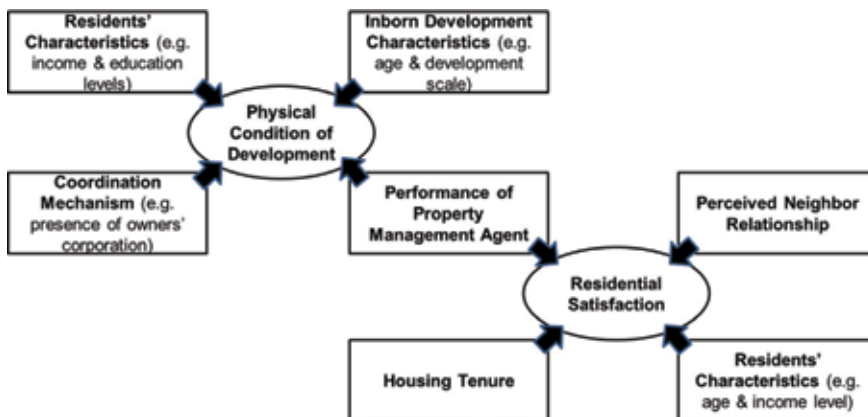 Residents'
Characteristics (e.g.
income & education
levels)
Inborn Development
Characteristics (e.g.
age & development
scale)
Physical
Condition of
Development
Coordination
Mechanism (e.g.
presence of owners'
corporation)
Performance of
Property
Management Agent
Perceived Neighbor
Relationship
Residential
Satisfaction
Housing Tenure
Residents'
Characteristics (e.g.
age & income level)